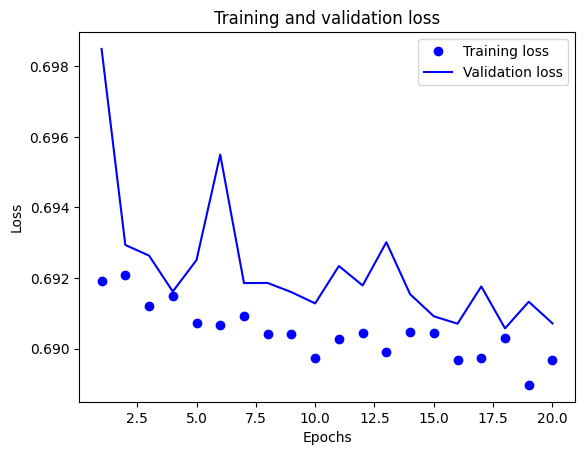 Training and validation loss
Training loss
Validation loss
0.698
0.696
0.694
0.692
0.690
Loss
2.5 5.0 7.5 10.0 12.5 15.0 17.5 20.0
Epochs